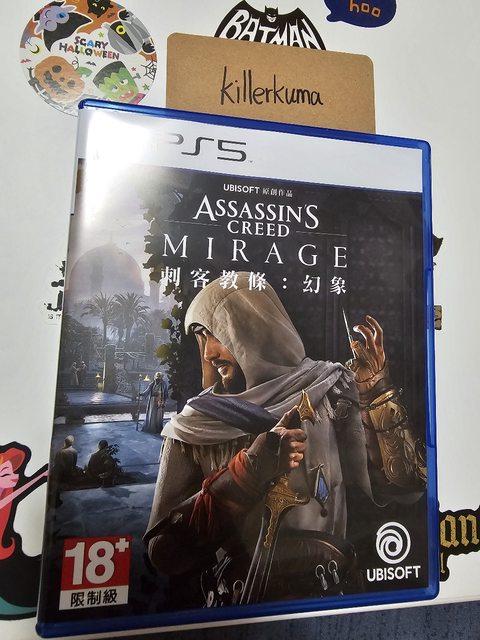 SCARY
HALLOWEEN
BATMAN
hoo
killerkuma
PS5
UBISOFT 原創作品
ASSASSIN'S
CREED
MIRAGE
刺客教條：幻象
18+
限制級
UBISOFT